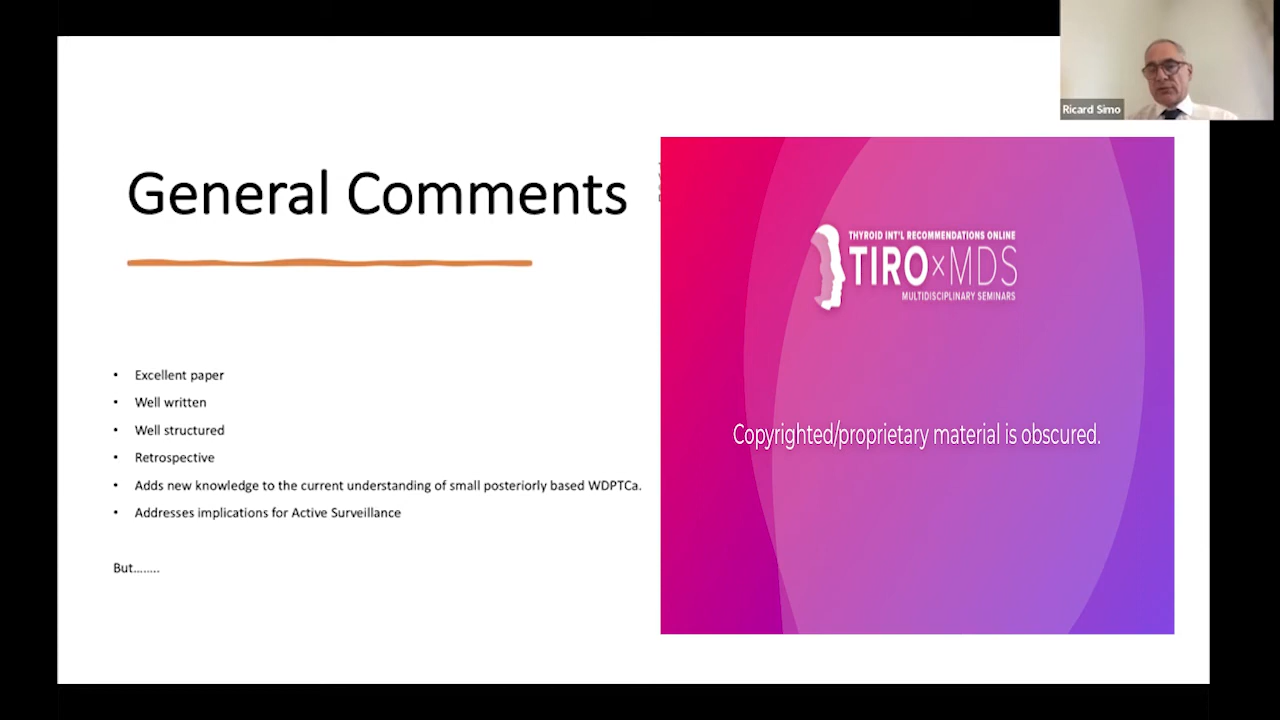 Ricard Simo
General Comments
Excellent paper
Well written
Well structured
Retrospective
Adds new knowledge to the current understanding of small posteriorly based WDPTCa.
Addresses implications for Active Surveillance
But........
THYROID INT'L RECOMMENDATIONS ONLINE
TIRO×MDS
MULTIDISCIPLINARY SEMINARS
Copyrighted/proprietary material is obscured.